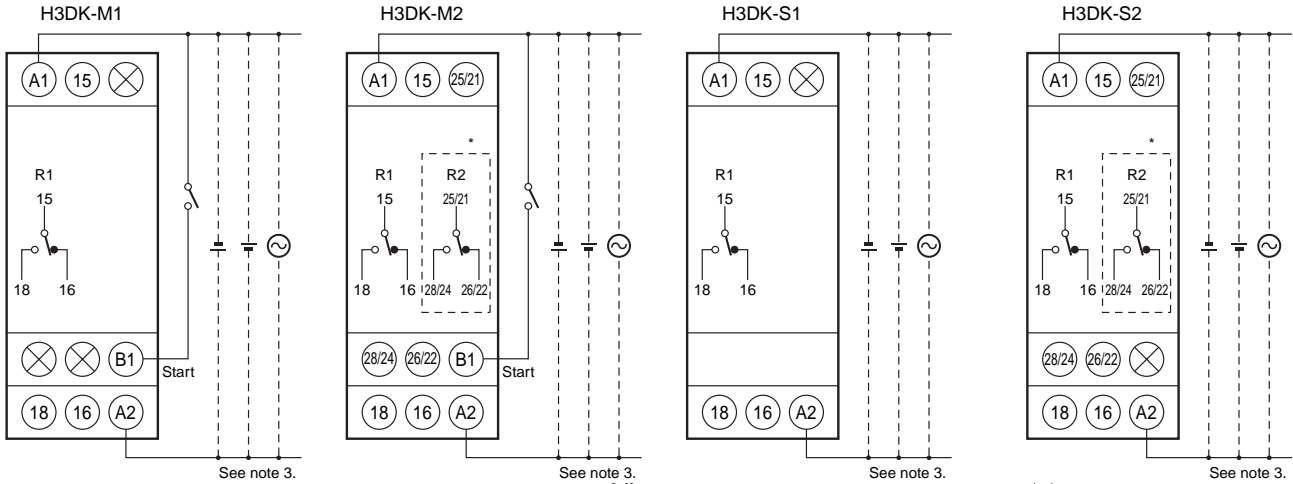 H3DK-M1
A1 15
R1
15
18 16
B1
Start
18 16 A2
See note 3.
H3DK-M2
A1 15 25/21
*
R1 R2
15 25/21
18 16 28/24 26/22
28/24 26/22 B1
Start
18 16 A2
See note 3.
H3DK-S1
A1 15
R1
15
18 16
18 16 A2
See note 3.
H3DK-S2
A1 15 25/21
*
R1 R2
15 25/21
18 16 28/24 26/22
28/24 26/22
18 16 A2
See note 3.